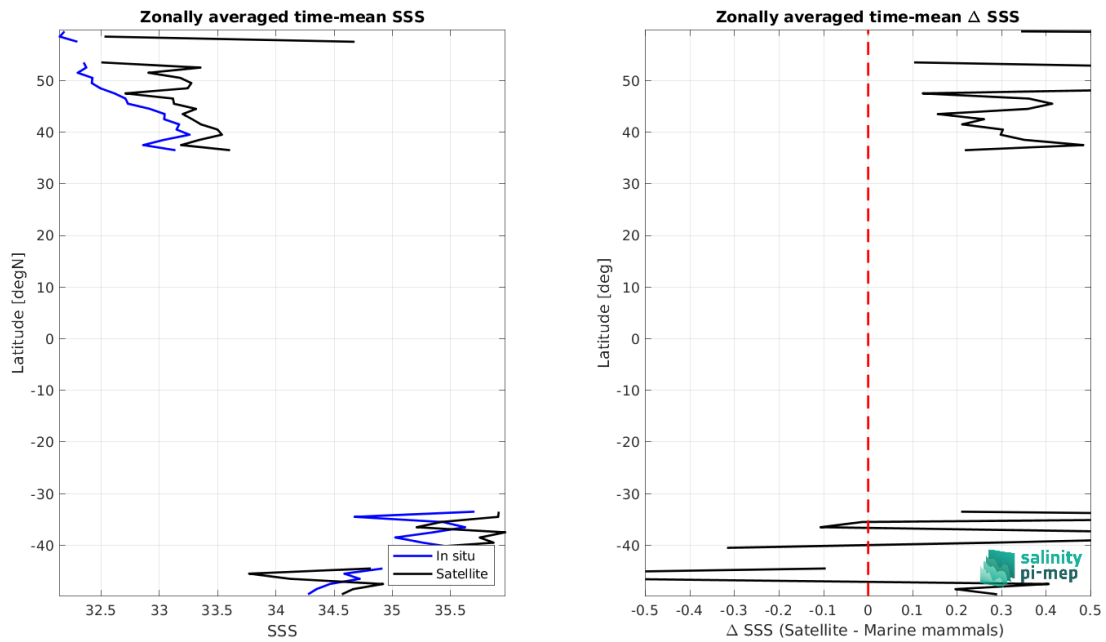 Zonally averaged time-mean SSS
50
40
30
20
10
0
-10
-20
-30
-40
Latitude [degN]
In situ
Satellite
32.5 33 33.5 34 34.5 35 35.5
SSS
Zonally averaged time-mean Δ SSS
50
40
30
20
10
0
-10
-20
-30
-40
Latitude [deg]
salinity
pi-mep
-0.5 -0.4 -0.3 -0.2 -0.1 0 0.1 0.2 0.3 0.4 0.5
Δ SSS (Satellite - Marine mammals)